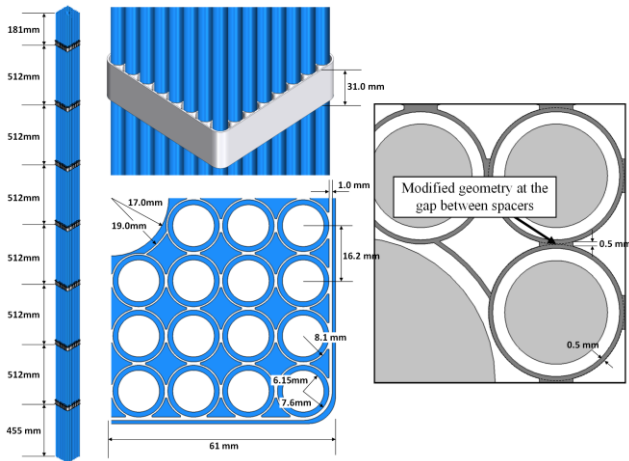 181mm
512mm
512mm
512mm
512mm
512mm
512mm
455 mm
31.0 mm
1.0 mm
17.0mm
19.0mm
16.2 mm
8.1 mm
6.15mm
7.6mm
61 mm
Modified geometry at the
gap between spacers
0.5 mm
0.5 mm